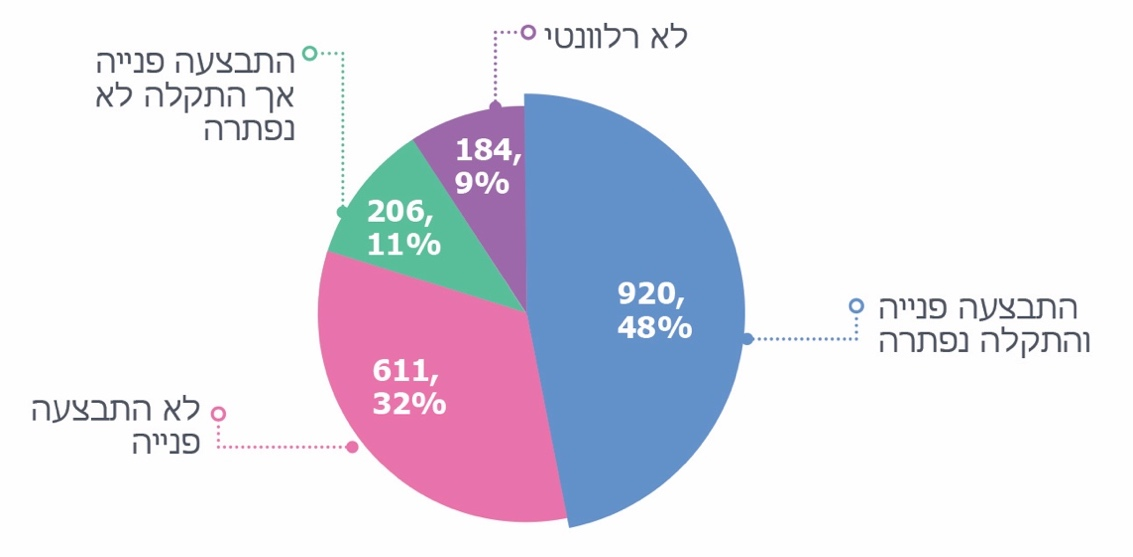 לא רלוונטי
התבצעה פנייה
אך התקלה לא
נפתרה
184,
9%
206,
11%
920,
48%
התבצעה פנייה
והתקלה נפתרה
611,
32%
לא התבצעה
פנייה